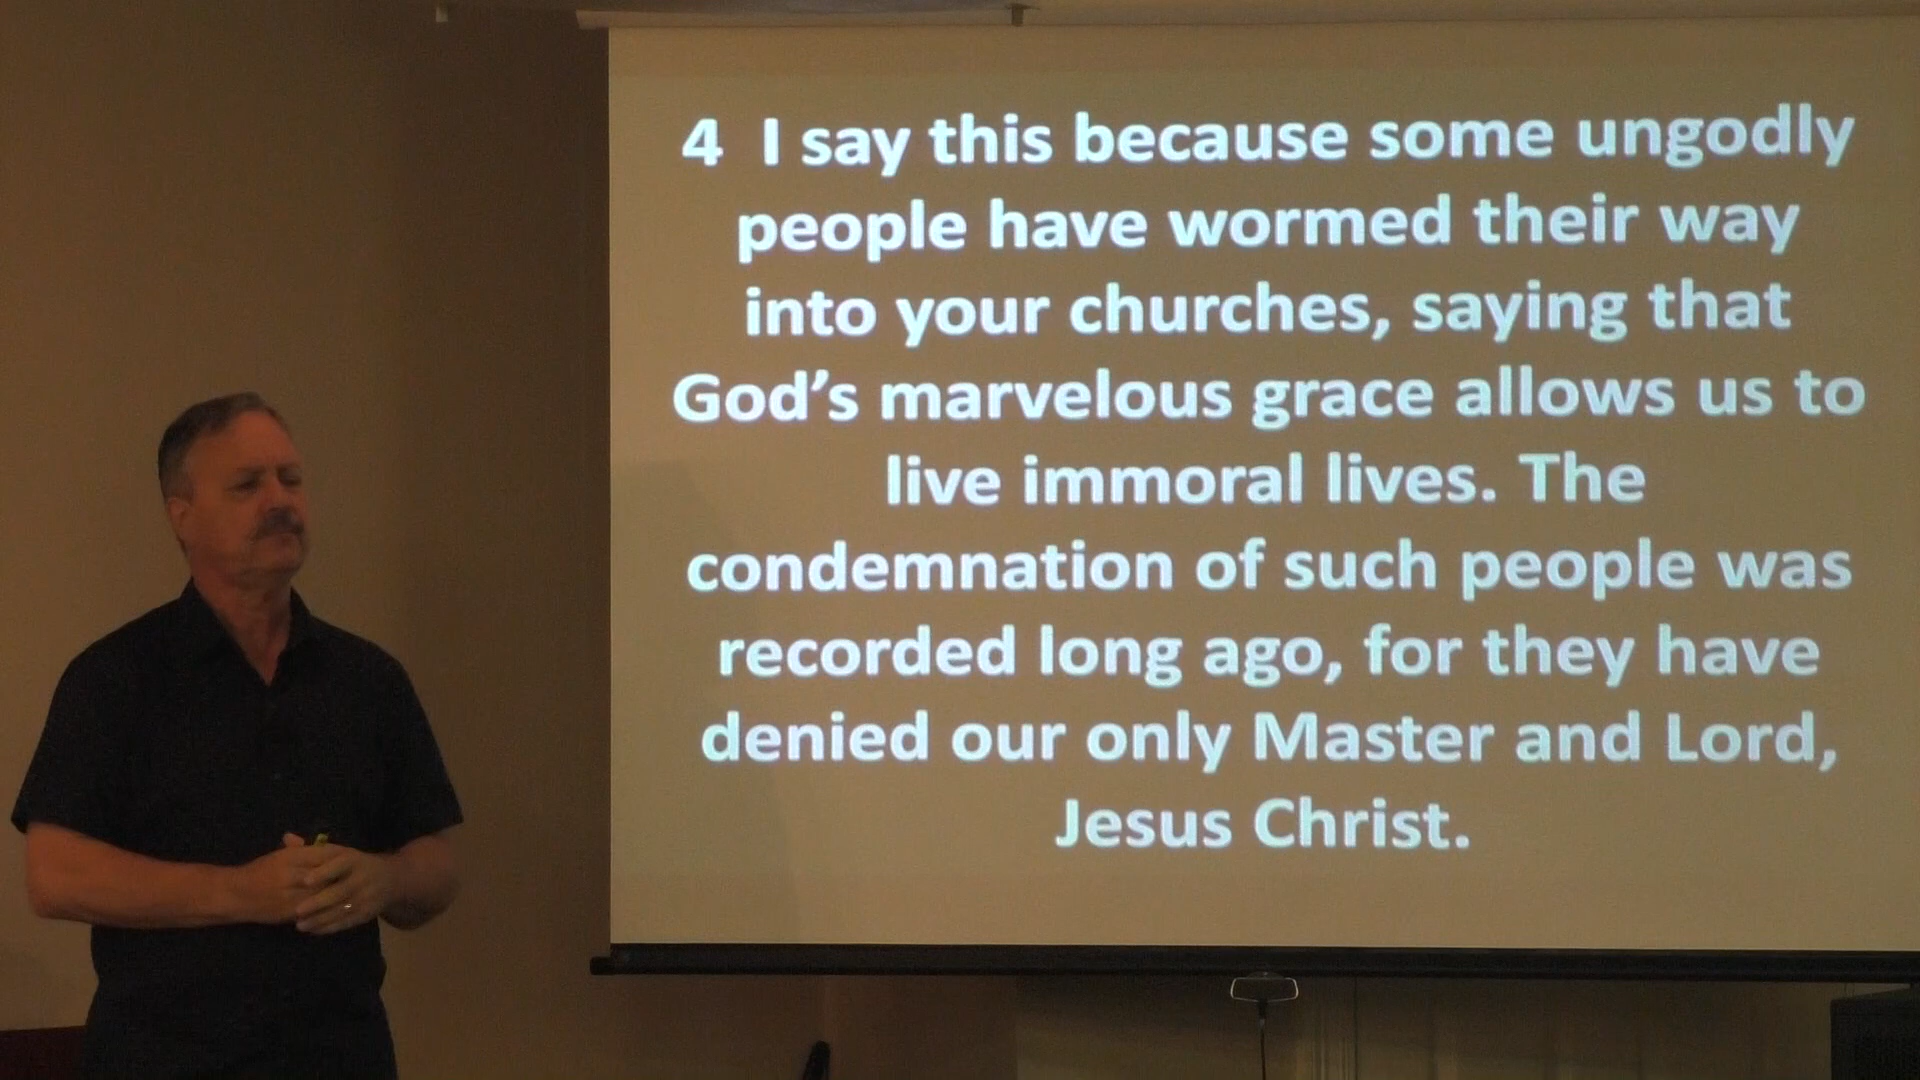 4 I say this because some ungodly
people have wormed their way
into your churches, saying that
God’s marvelous grace allows us to
live immoral lives. The
condemnation of such people was
recorded long ago, for they have
denied our only Master and Lord,
Jesus Christ.